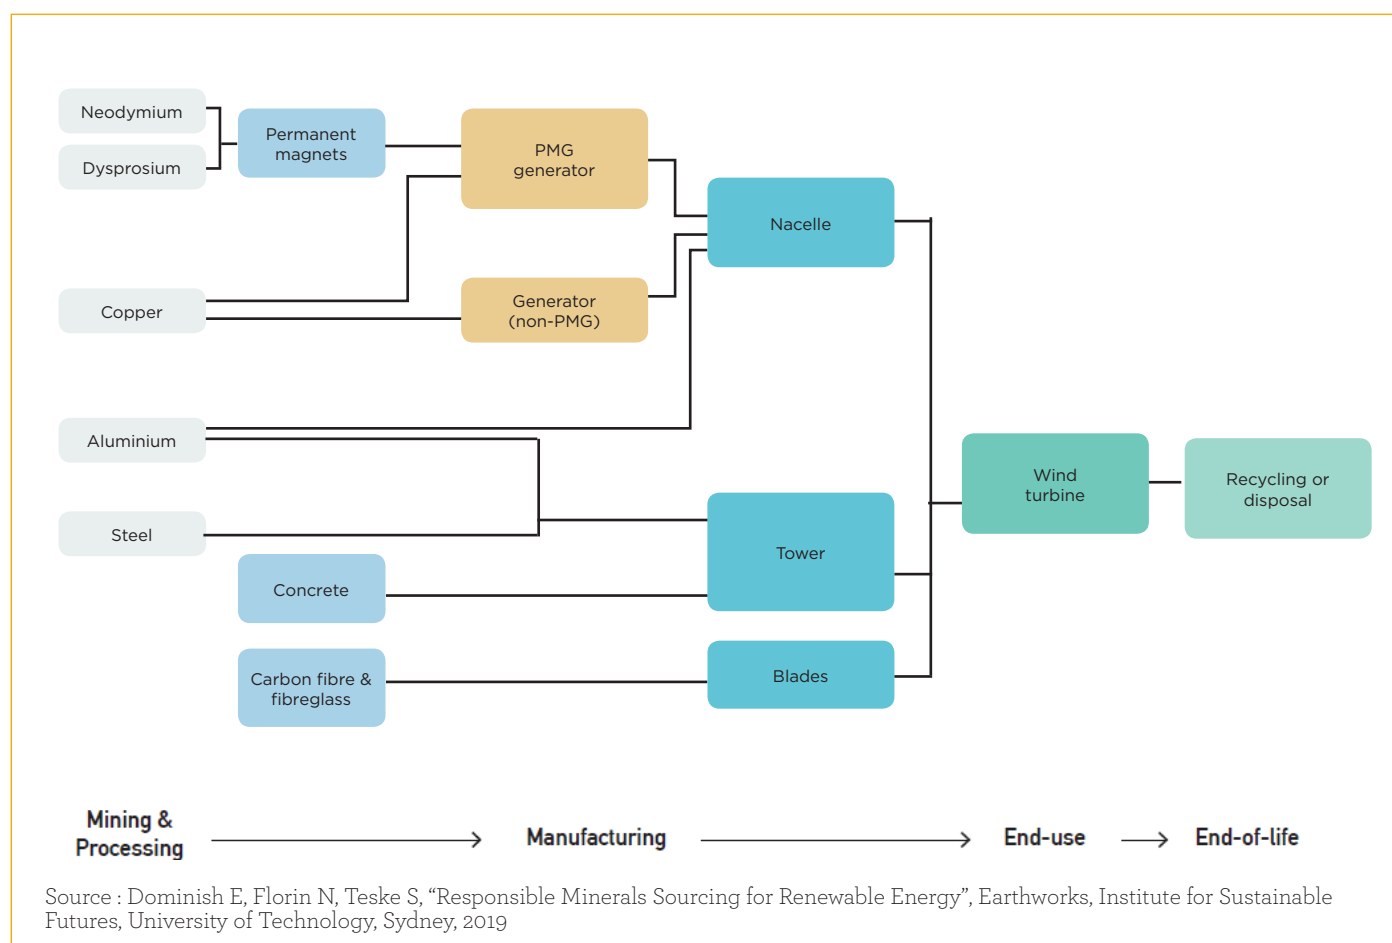 Neodymium
Dysprosium
Permanent
magnets
PMG
generator
Nacelle
Copper
Generator
(non-PMG)
Aluminium
Steel
Concrete
Tower
Carbon fibre &
fibreglass
Blades
Wind
turbine
Recycling or
disposal
Mining &
Processing
Manufacturing
End-use
End-of-life
Source : Dominish E, Florin N, Teske S, “Responsible Minerals Sourcing for Renewable Energy”, Earthworks, Institute for Sustainable
Futures, University of Technology, Sydney, 2019